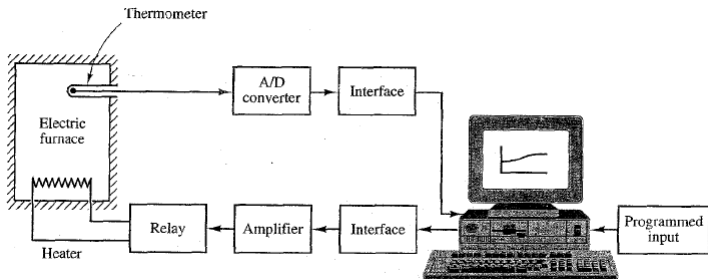 Thermometer
A/D
converter
Interface
Electric
furnace
Relay
Amplifier
Interface
Programmed
input
Heater